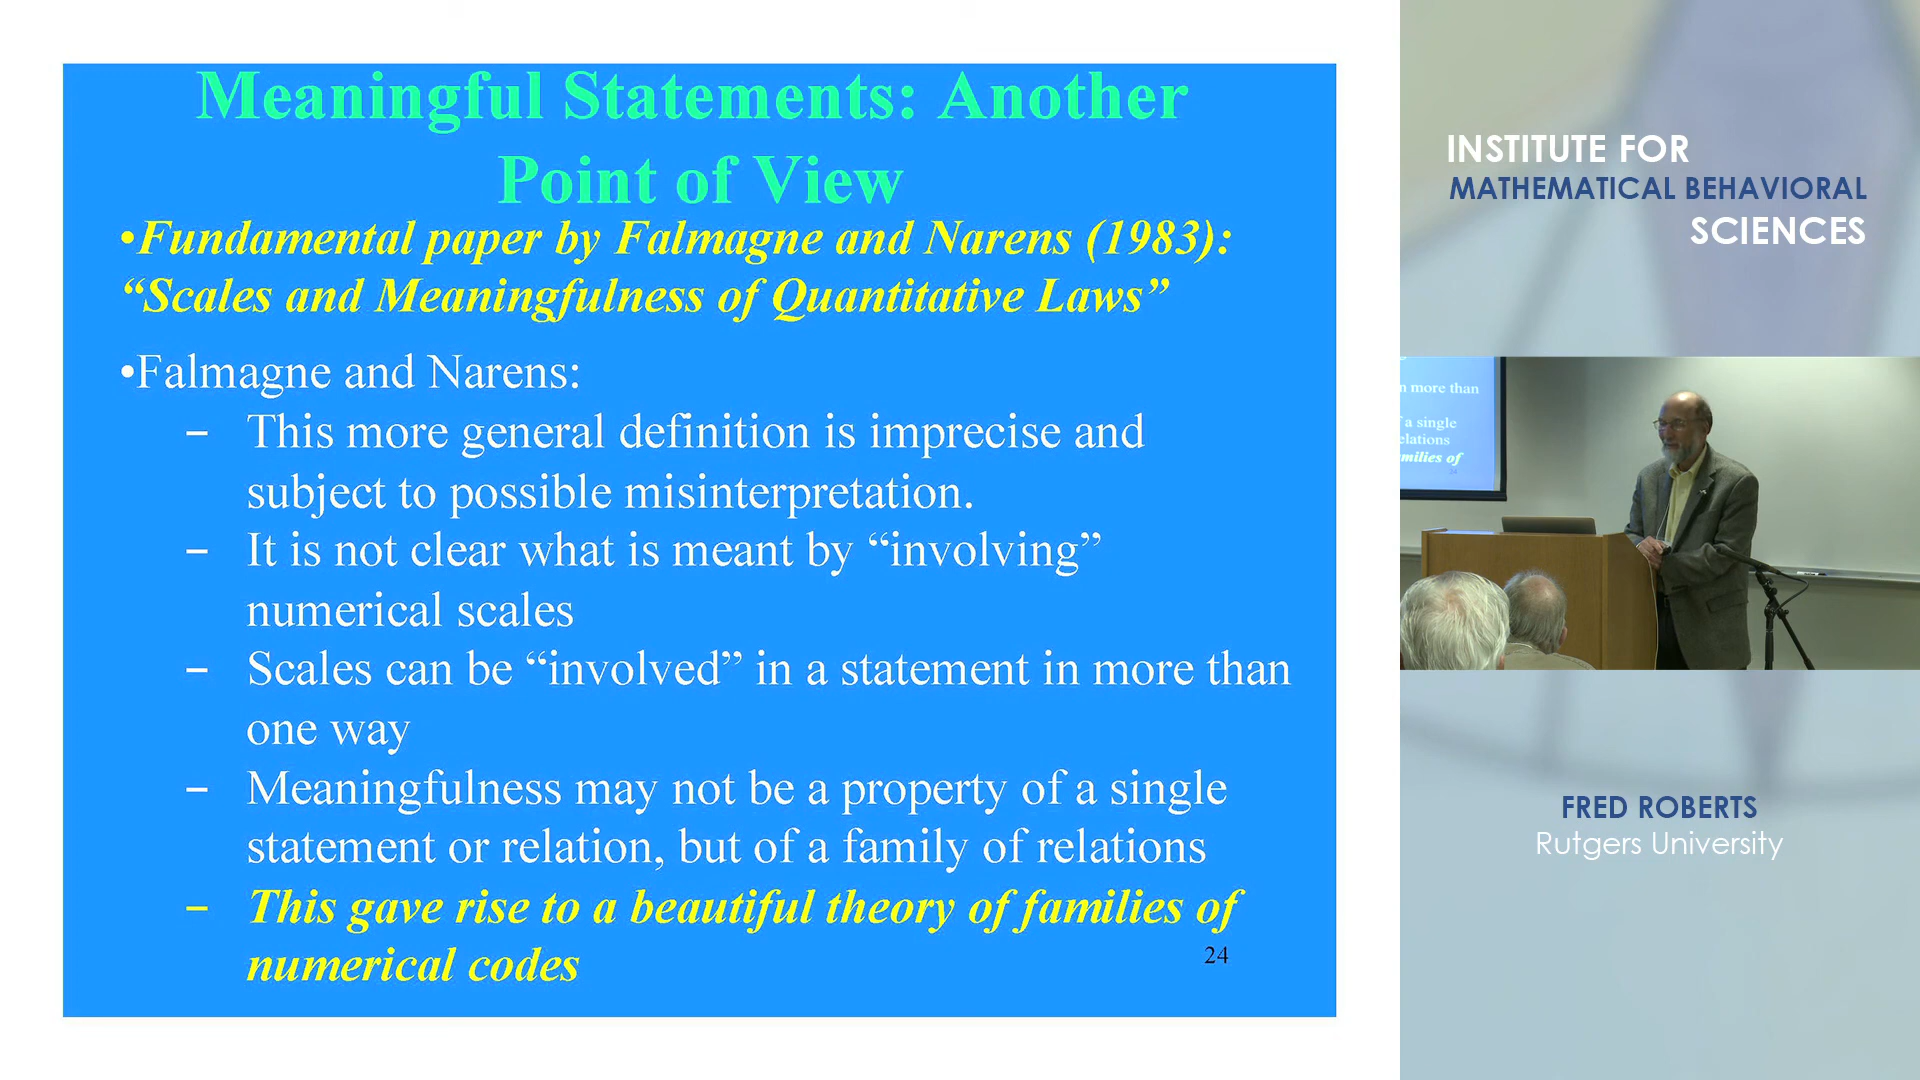 Meaningful Statements: Another
Point of View
•Fundamental paper by Falmagne and Narens (1983):
“Scales and Meaningfulness of Quantitative Laws”
•Falmagne and Narens:
– This more general definition is imprecise and
subject to possible misinterpretation.
– It is not clear what is meant by “involving”
numerical scales
– Scales can be “involved” in a statement in more than
one way
– Meaningfulness may not be a property of a single
statement or relation, but of a family of relations
– This gave rise to a beautiful theory of families of
numerical codes
24
INSTITUTE FOR
MATHEMATICAL BEHAVIORAL
SCIENCES
more than
a single
elations
milies of
FRED ROBERTS
Rutgers University